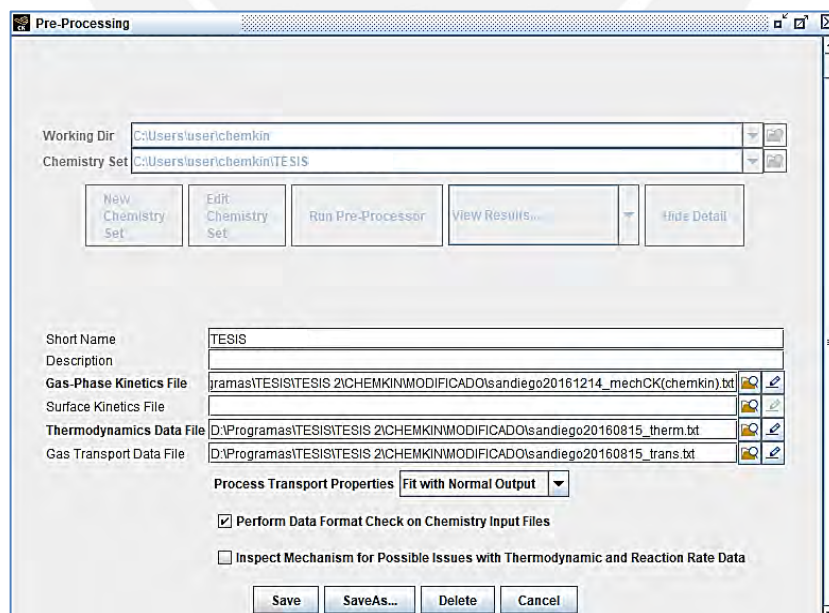 Pre-Processing
Working Dir C:\Users\user\chemkin
Chemistry Set C:\Users\user\chemkin\TESIS
New Chemistry Set
Edit Chemistry Set
Run Pre-Processor
View Results...
Hide Detail
Short Name TESIS
Description
Gas-Phase Kinetics File gramas\TESIS\TESIS 2\CHEMKIN\MODIFICADO\sandiego20161214_mechCK(chemkin).txt
Surface Kinetics File
Thermodynamics Data File D:\Programas\TESIS\TESIS 2\CHEMKIN\MODIFICADO\sandiego20160815_therm.txt
Gas Transport Data File D:\Programas\TESIS\TESIS 2\CHEMKIN\MODIFICADO\sandiego20160815_trans.txt
Process Transport Properties Fit with Normal Output
Perform Data Format Check on Chemistry Input Files
Inspect Mechanism for Possible Issues with Thermodynamic and Reaction Rate Data
Save SaveAs... Delete Cancel